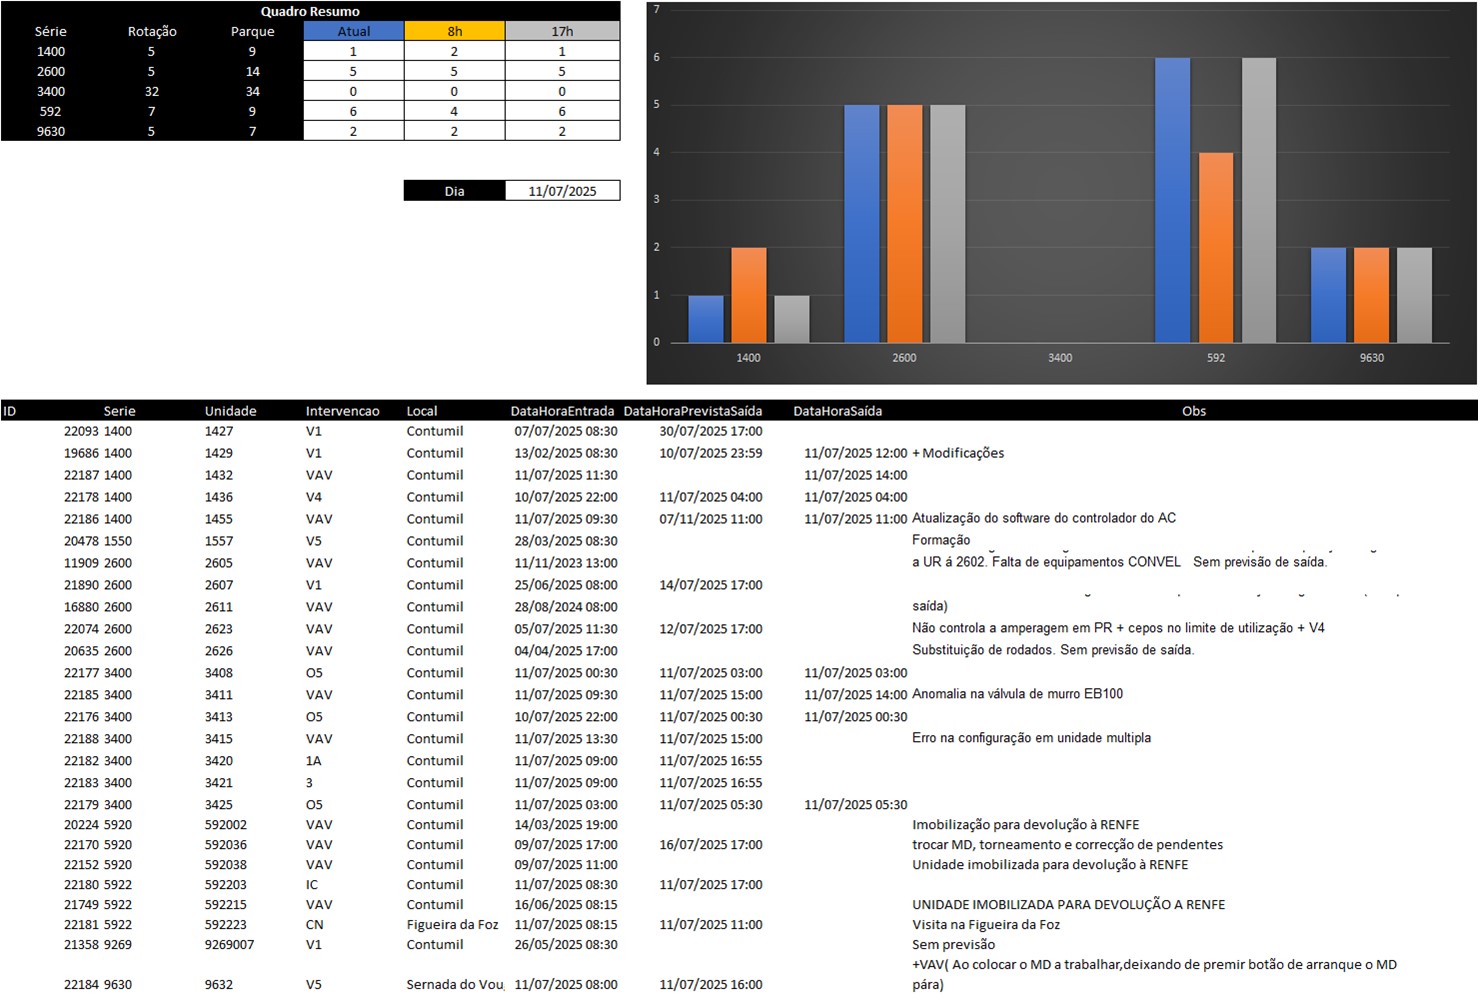 Quadro Resumo
Série Rotação Parque Atual 8h 17h
1400 5 9 1 2 1
2600 5 14 5 5 5
3400 32 34 0 0 0
592 7 9 6 4 6
9630 5 7 2 2 2
Dia 11/07/2025
7
6
5
4
3
2
1
0
1400 2600 3400 592 9630
ID Serie Unidade Intervencao Local DataHoraEntrada DataHoraPrevistaSaída DataHoraSaída Obs
22093 1400 1427 V1 Contumil 07/07/2025 08:30 30/07/2025 17:00
19686 1400 1429 V1 Contumil 13/02/2025 08:30 10/07/2025 23:59 11/07/2025 12:00 + Modificações
22187 1400 1432 VAV Contumil 11/07/2025 11:30 11/07/2025 14:00
22178 1400 1436 V4 Contumil 10/07/2025 22:00 11/07/2025 04:00 11/07/2025 04:00
22186 1400 1455 VAV Contumil 11/07/2025 09:30 07/11/2025 11:00 11/07/2025 11:00 Atualização do software do controlador do AC
20478 1550 1557 V5 Contumil 28/03/2025 08:30 Formação
11909 2600 2605 VAV Contumil 11/11/2023 13:00 a UR á 2602. Falta de equipamentos CONVEL Sem previsão de saída.
21890 2600 2607 V1 Contumil 25/06/2025 08:00 14/07/2025 17:00
16880 2600 2611 VAV Contumil 28/08/2024 08:00 saída)
22074 2600 2623 VAV Contumil 05/07/2025 11:30 12/07/2025 17:00 Não controla a amperagem em PR + cepos no limite de utilização + V4
20635 2600 2626 VAV Contumil 04/04/2025 17:00 Substituição de rodados. Sem previsão de saída.
22177 3400 3408 O5 Contumil 11/07/2025 00:30 11/07/2025 03:00 11/07/2025 03:00
22185 3400 3411 VAV Contumil 11/07/2025 09:30 11/07/2025 15:00 11/07/2025 14:00 Anomalia na válvula de murro EB100
22176 3400 3413 O5 Contumil 10/07/2025 22:00 11/07/2025 00:30 11/07/2025 00:30
22188 3400 3415 VAV Contumil 11/07/2025 13:30 11/07/2025 15:00 Erro na configuração em unidade multipla
22182 3400 3420 1A Contumil 11/07/2025 09:00 11/07/2025 16:55
22183 3400 3421 3 Contumil 11/07/2025 09:00 11/07/2025 16:55
22179 3400 3425 O5 Contumil 11/07/2025 03:00 11/07/2025 05:30 11/07/2025 05:30
20224 5920 592002 VAV Contumil 14/03/2025 19:00 Imobilização para devolução à RENFE
22170 5920 592036 VAV Contumil 09/07/2025 17:00 16/07/2025 17:00 trocar MD, torneamento e correcção de pendentes
22152 5920 592038 VAV Contumil 09/07/2025 11:00 Unidade imobilizada para devolução à RENFE
22180 5922 592203 IC Contumil 11/07/2025 08:30 11/07/2025 17:00
21749 5922 592215 VAV Contumil 16/06/2025 08:15 UNIDADE IMOBILIZADA PARA DEVOLUÇÃO A RENFE
22181 5922 592223 CN Figueira da Foz 11/07/2025 08:15 11/07/2025 11:00 Visita na Figueira da Foz
21358 9269 9269007 V1 Contumil 26/05/2025 08:30 Sem previsão
+VAV( Ao colocar o MD a trabalhar,deixando de premir botão de arranque o MD
22184 9630 9632 V5 Sernada do Vou 11/07/2025 08:00 11/07/2025 16:00 pára)